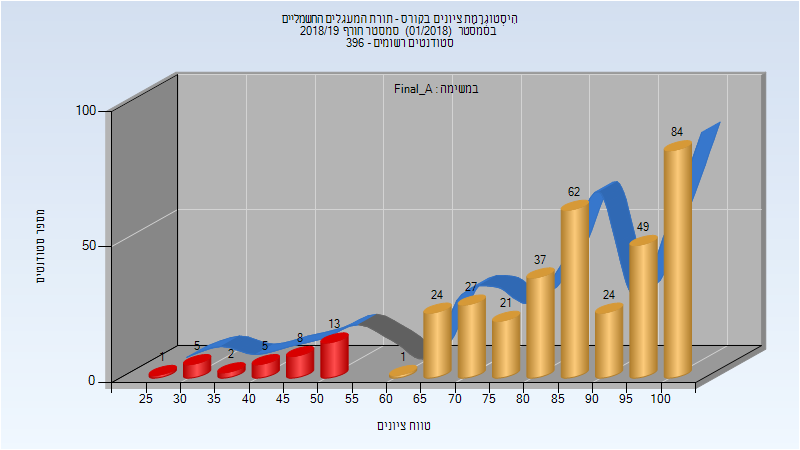 היסטוגרמת ציונים בקורס - תורת המעגלים החשמליים
בסמסטר (01/2018) סמסטר חורף 2018/19
סטודנטים רשומים - 396
במשימה : Final_A
100
50
0
מספר סטודנטים
1
5
2
5
8
13
1
24
27
21
37
62
24
49
84
25 30 35 40 45 50 55 60 65 70 75 80 85 90 95 100
טווח ציונים